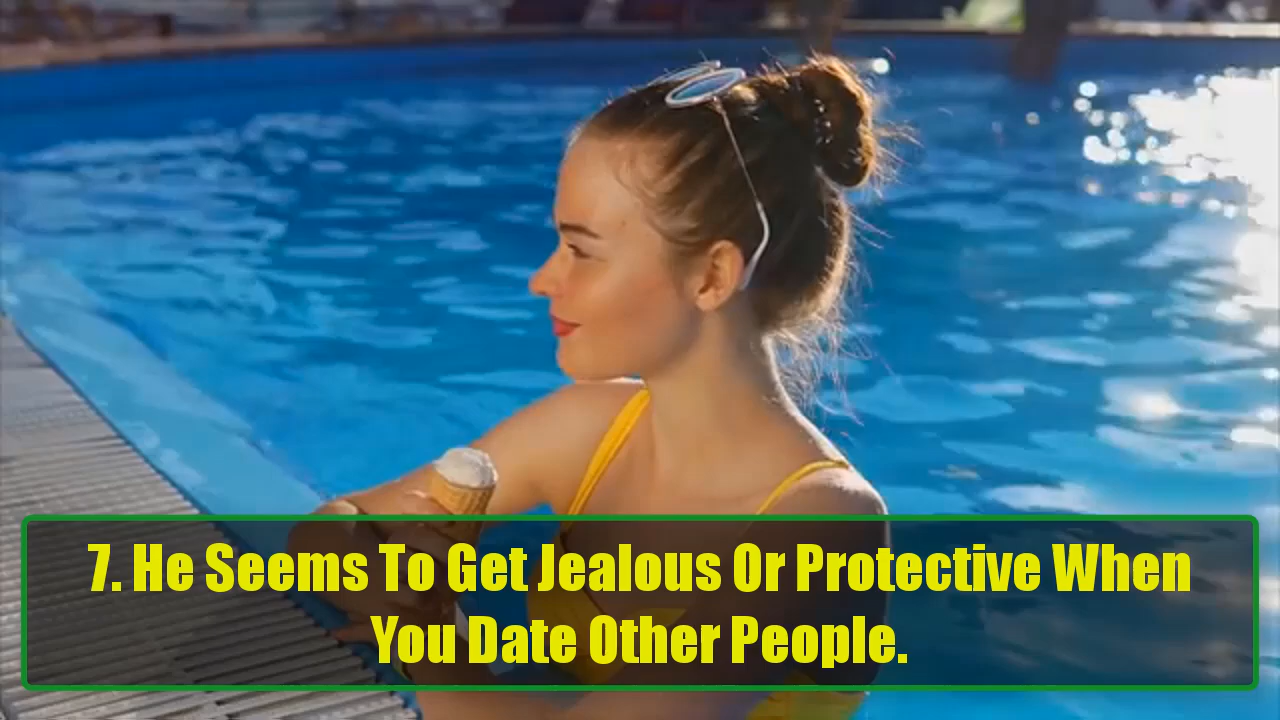 7. He Seems To Get Jealous Or Protective When
You Date Other People.